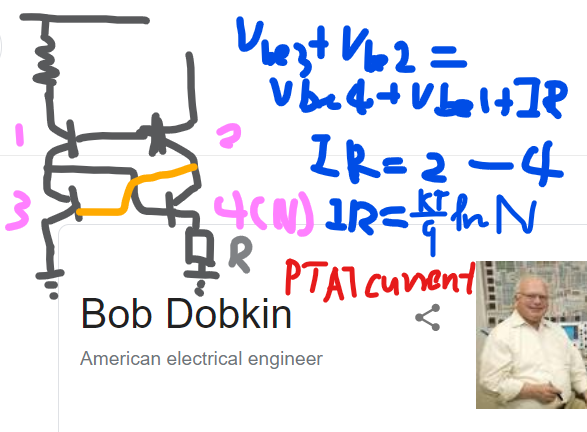 Vbe3 + Vbe2 =
Vbe4 + Vbe1 + IR
1
2
IR = 2 - 4
3
4(N)
IR = KT/q ln N
R
PTAT current
Bob Dobkin
American electrical engineer